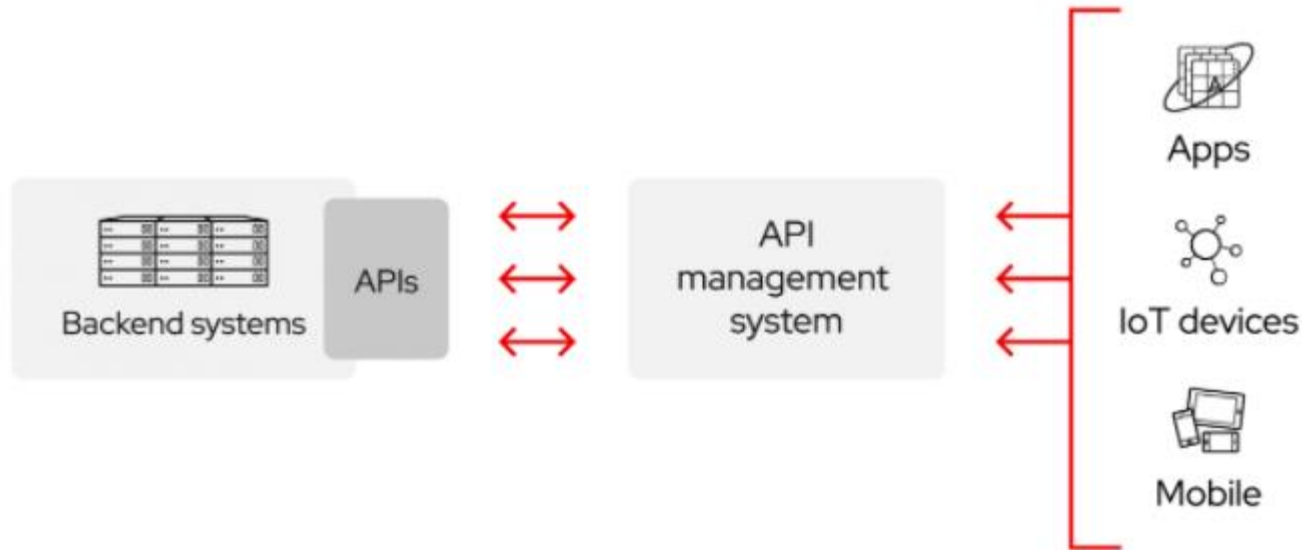 Backend systems
APIs
API
management
system
Apps
IoT devices
Mobile